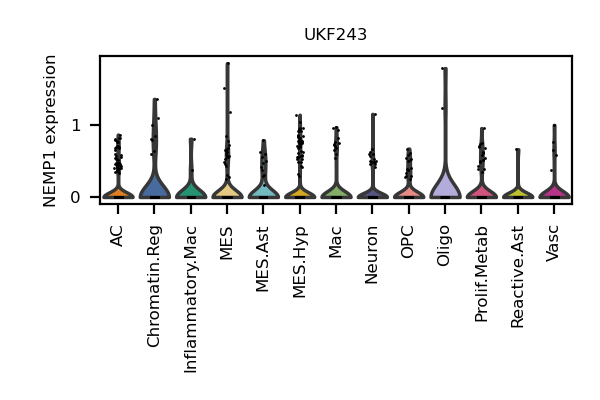 UKF243
NEMP1 expression
1
0
AC
Chromatin.Reg
Inflammatory.Mac
MES
MES.Ast
MES.Hyp
Mac
Neuron
OPC
Oligo
Prolif.Metab
Reactive.Ast
Vasc